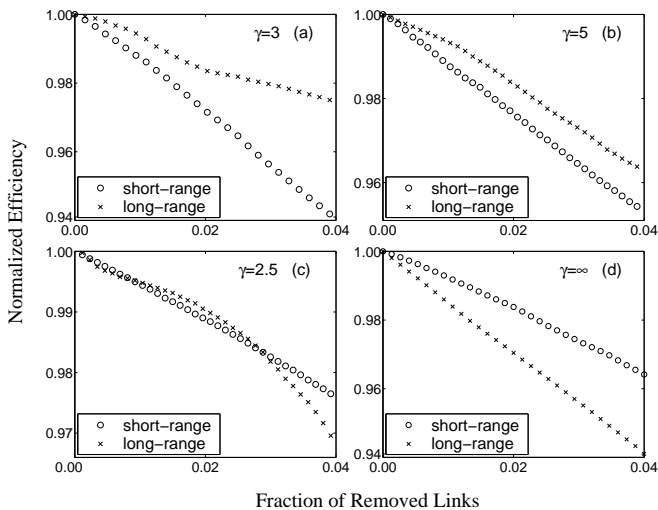 1.00
0.98
0.96
0.94
0.00
0.02
0.04
γ=3 (a)
short-range
long-range
1.00
0.98
0.96
0.00
0.02
0.04
γ=5 (b)
short-range
long-range
1.00
0.99
0.98
0.97
0.00
0.02
0.04
γ=2.5 (c)
short-range
long-range
1.00
0.98
0.96
0.94
0.00
0.02
0.04
γ=∞ (d)
short-range
long-range
Normalized Efficiency
Fraction of Removed Links